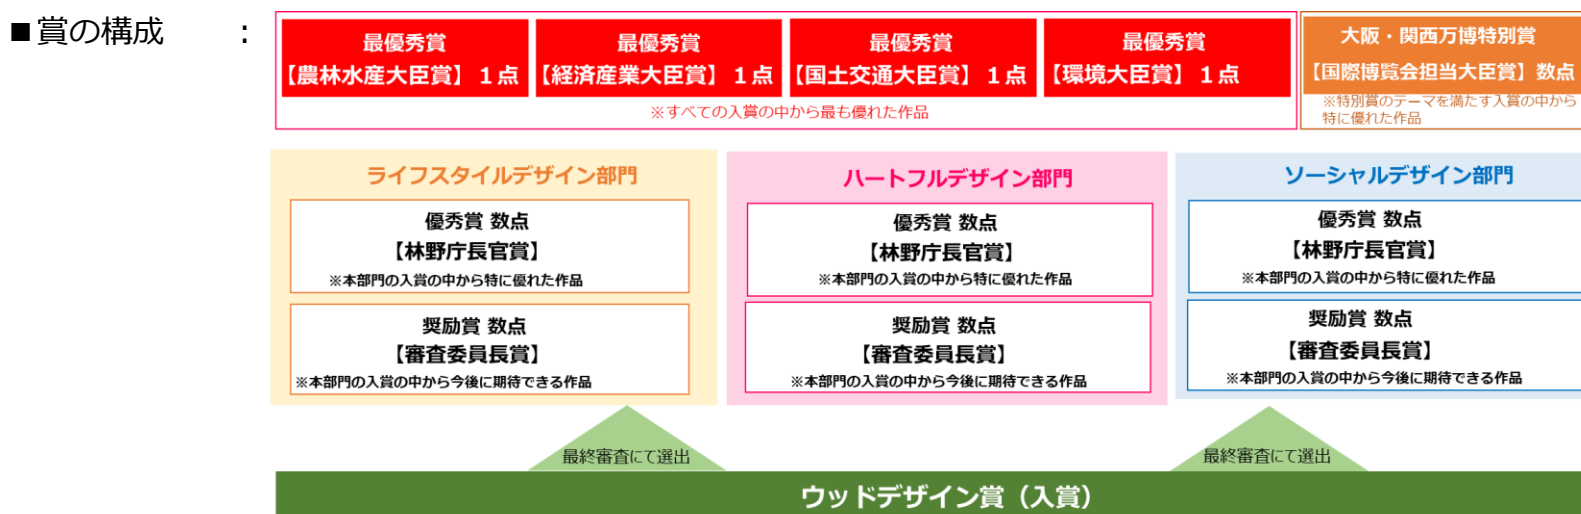 ■賞の構成 :
最優秀賞
【農林水産大臣賞】 1点
最優秀賞
【経済産業大臣賞】 1点
最優秀賞
【国土交通大臣賞】 1点
最優秀賞
【環境大臣賞】 1点
※すべての入賞の中から最も優れた作品
大阪・関西万博特別賞
【国際博覧会担当大臣賞】 数点
※特別賞のテーマを満たす入賞の中から
特に優れた作品
ライフスタイルデザイン部門
優秀賞 数点
【林野庁長官賞】
※本部門の入賞の中から特に優れた作品
奨励賞 数点
【審査委員長賞】
※本部門の入賞の中から今後に期待できる作品
ハートフルデザイン部門
優秀賞 数点
【林野庁長官賞】
※本部門の入賞の中から特に優れた作品
奨励賞 数点
【審査委員長賞】
※本部門の入賞の中から今後に期待できる作品
ソーシャルデザイン部門
優秀賞 数点
【林野庁長官賞】
※本部門の入賞の中から特に優れた作品
奨励賞 数点
【審査委員長賞】
※本部門の入賞の中から今後に期待できる作品
最終審査にて選出
最終審査にて選出
ウッドデザイン賞（入賞）